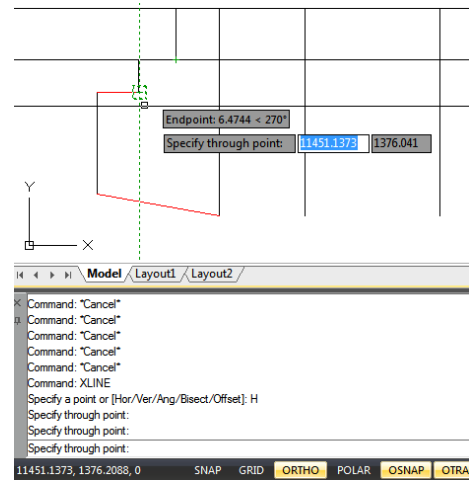 Endpoint: 6.4744 < 270°
Specify through point: 11451.1373 1376.041
Y
X
Model Layout1 Layout2
Command: *Cancel*
Command: *Cancel*
Command: *Cancel*
Command: *Cancel*
Command: *Cancel*
Command: XLINE
Specify a point or [Hor/Ver/Ang/Bisect/Offset]: H
Specify through point:
Specify through point:
Specify through point:
11451.1373, 1376.2088, 0 SNAP GRID ORTHO POLAR OSNAP OTRA